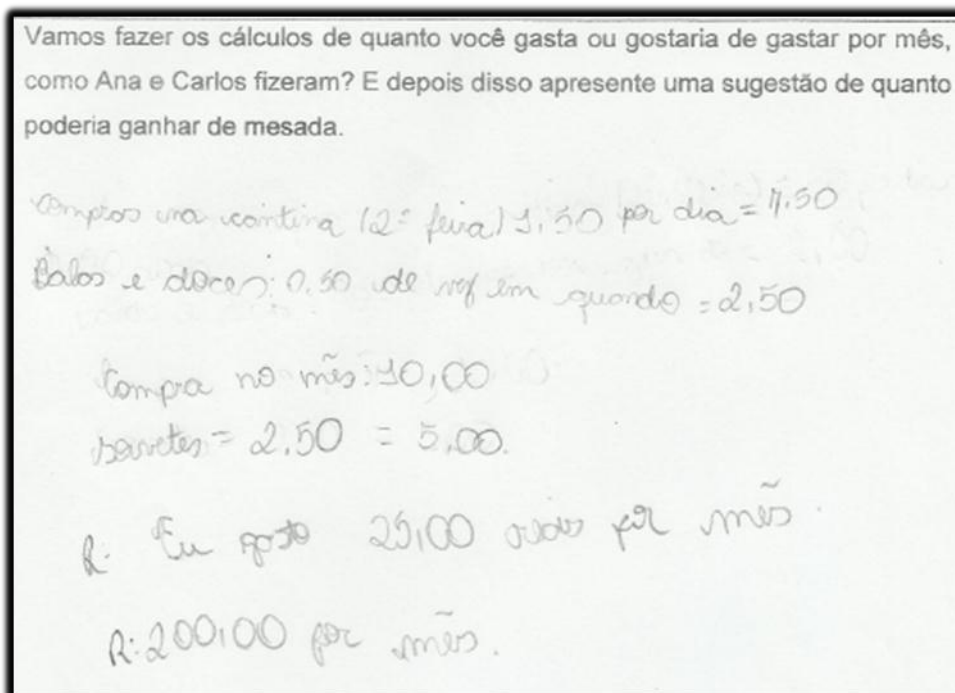 Vamos fazer os cálculos de quanto você gasta ou gostaria de gastar por mês,
como Ana e Carlos fizeram? E depois disso apresente uma sugestão de quanto
poderia ganhar de mesada.
compras na cantina (2ª feira) 1,50 por dia = 7.50
Balas e doces: 0.50 de vez em quando = 2,50
Compra no mês: 10,00
sorvetes = 2.50 = 5,00.
R: Eu gasto 25,00 reais por mês.
R: 200,00 por mês.